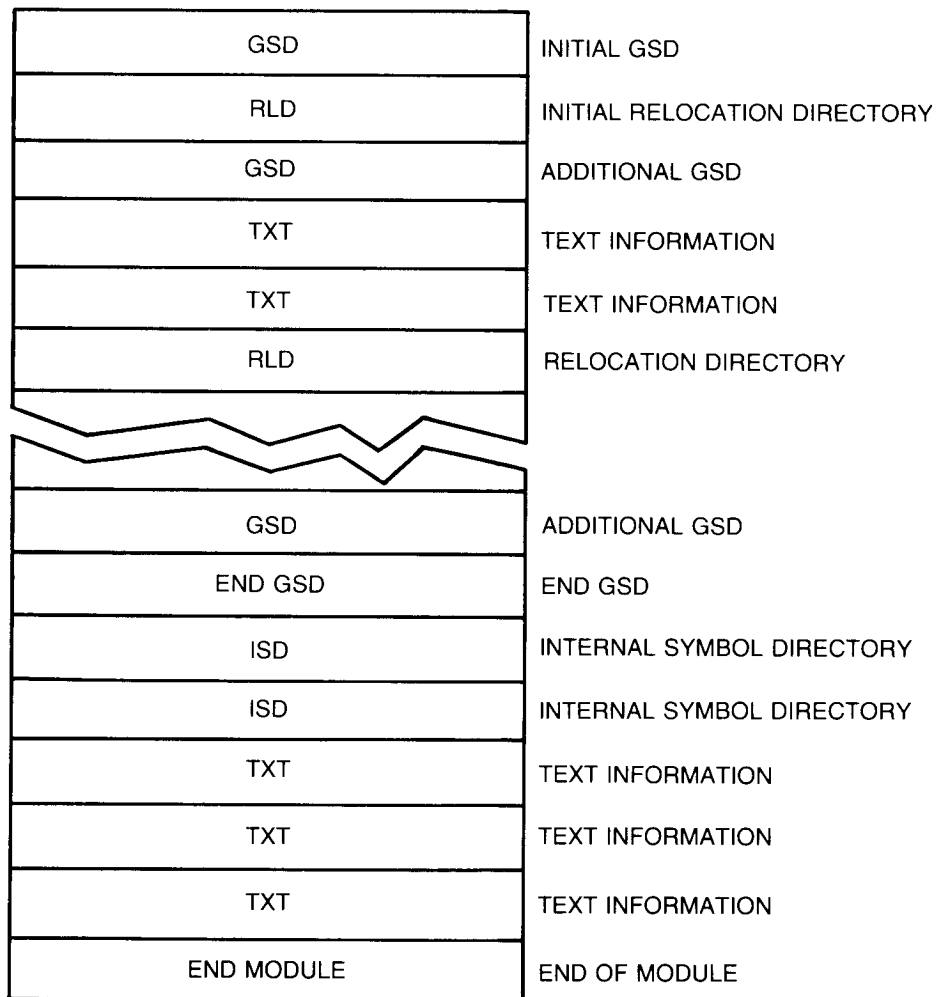 GSD INITIAL GSD
RLD INITIAL RELOCATION DIRECTORY
GSD ADDITIONAL GSD
TXT TEXT INFORMATION
TXT TEXT INFORMATION
RLD RELOCATION DIRECTORY
GSD ADDITIONAL GSD
END GSD END GSD
ISD INTERNAL SYMBOL DIRECTORY
ISD INTERNAL SYMBOL DIRECTORY
TXT TEXT INFORMATION
TXT TEXT INFORMATION
TXT TEXT INFORMATION
END MODULE END OF MODULE